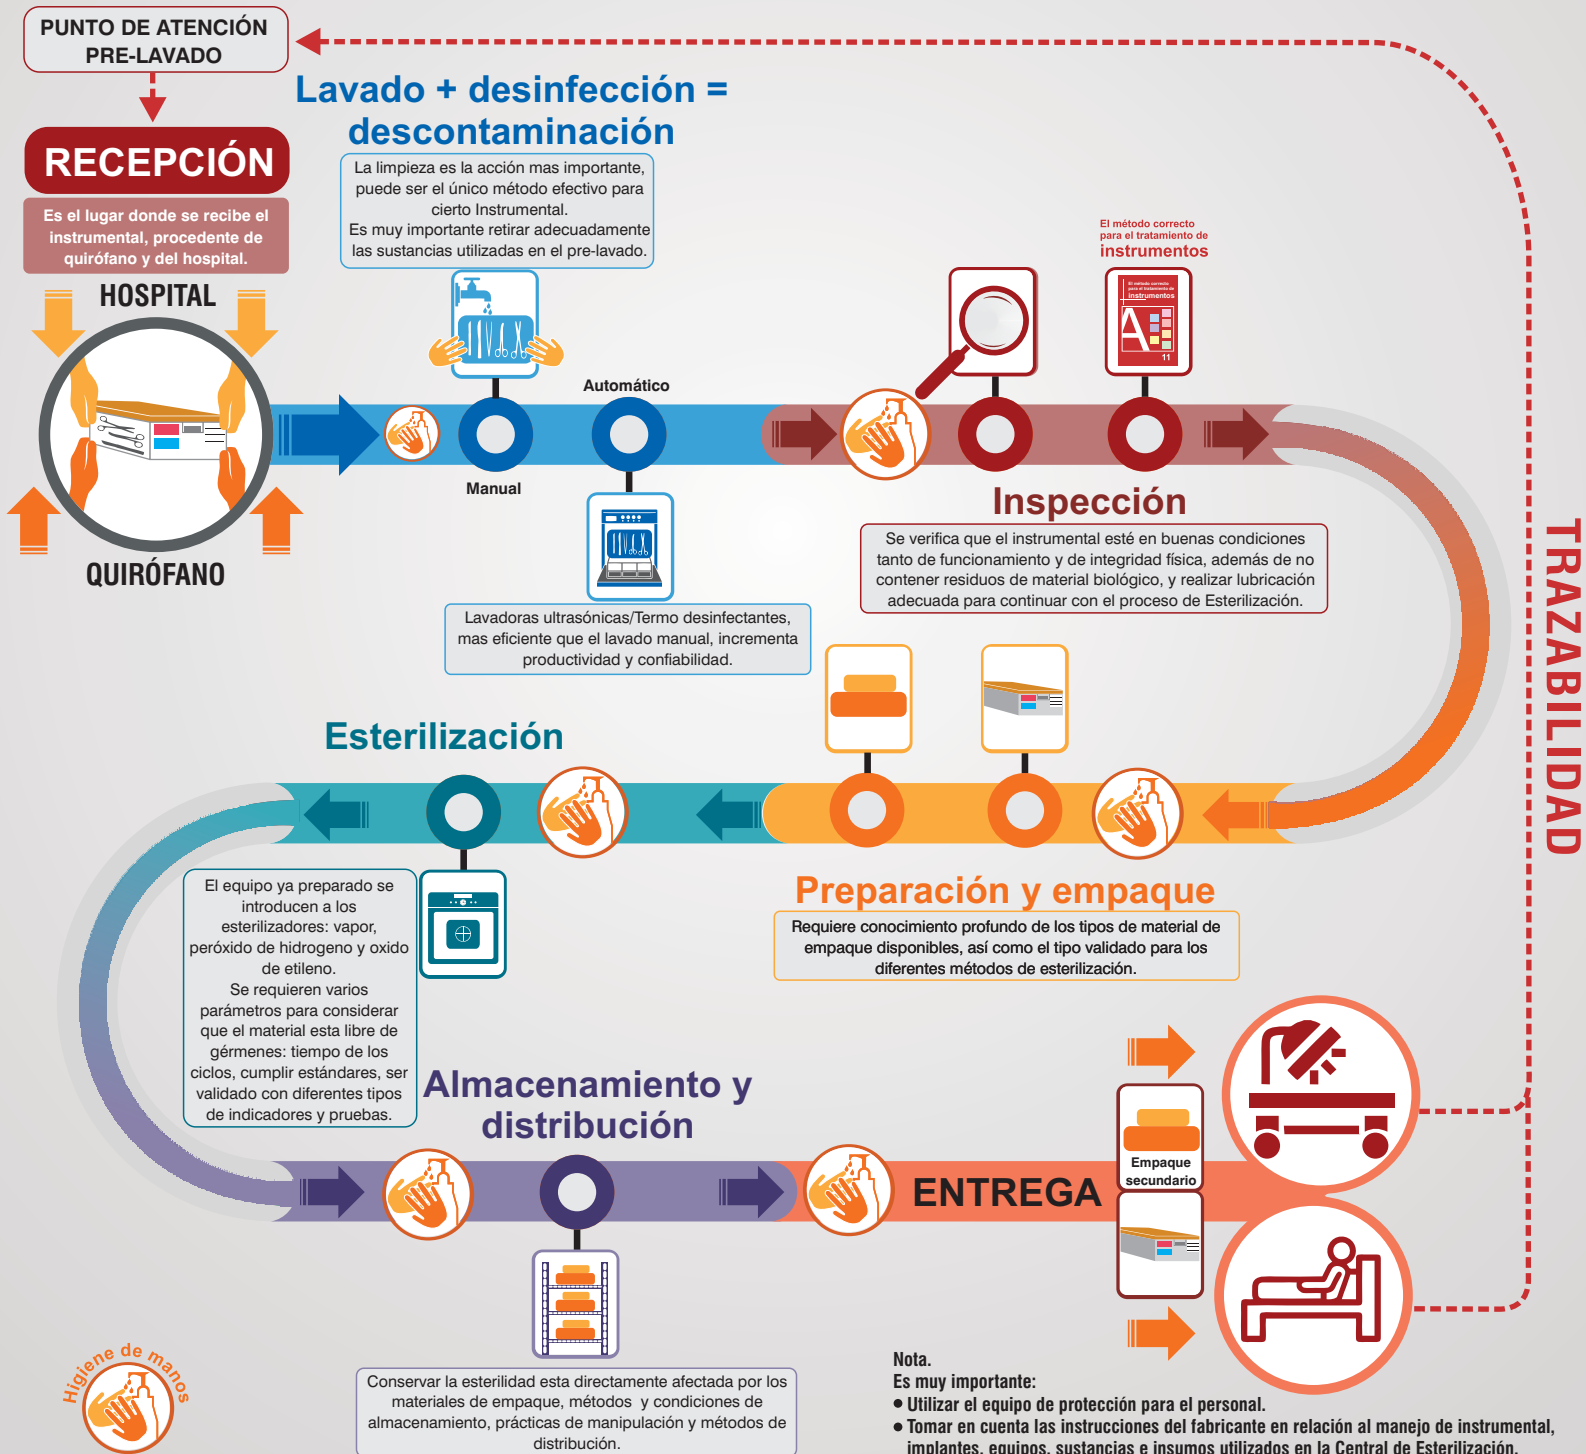 PUNTO DE ATENCIÓN
PRE-LAVADO
RECEPCIÓN
Es el lugar donde se recibe el
instrumental, procedente de
quirófano y del hospital.
HOSPITAL
QUIRÓFANO
Lavado + desinfección =
descontaminación
La limpieza es la acción mas importante,
puede ser el único método efectivo para
cierto Instrumental.
Es muy importante retirar adecuadamente
las sustancias utilizadas en el pre-lavado.
Manual
Automático
Lavadoras ultrasónicas/Termo desinfectantes,
mas eficiente que el lavado manual, incrementa
productividad y confiabilidad.
El método correcto
para el tratamiento de
instrumentos
El método correcto
para el tratamiento de
instrumentos
A
11
Inspección
Se verifica que el instrumental esté en buenas condiciones
tanto de funcionamiento y de integridad física, además de no
contener residuos de material biológico, y realizar lubricación
adecuada para continuar con el proceso de Esterilización.
TRAZABILIDAD
Preparación y empaque
Requiere conocimiento profundo de los tipos de material de
empaque disponibles, así como el tipo validado para los
diferentes métodos de esterilización.
Esterilización
El equipo ya preparado se
introducen a los
esterilizadores: vapor,
peróxido de hidrogeno y oxido
de etileno.
Se requieren varios
parámetros para considerar
que el material esta libre de
gérmenes: tiempo de los
ciclos, cumplir estándares, ser
validado con diferentes tipos
de indicadores y pruebas.
Almacenamiento y
distribución
Conservar la esterilidad esta directamente afectada por los
materiales de empaque, métodos y condiciones de
almacenamiento, prácticas de manipulación y métodos de
distribución.
ENTREGA
Empaque
secundario
Higiene de manos
Nota.
Es muy importante:
● Utilizar el equipo de protección para el personal.
● Tomar en cuenta las instrucciones del fabricante en relación al manejo de instrumental,
implantes, equipos, sustancias e insumos utilizados en la Central de Esterilización.